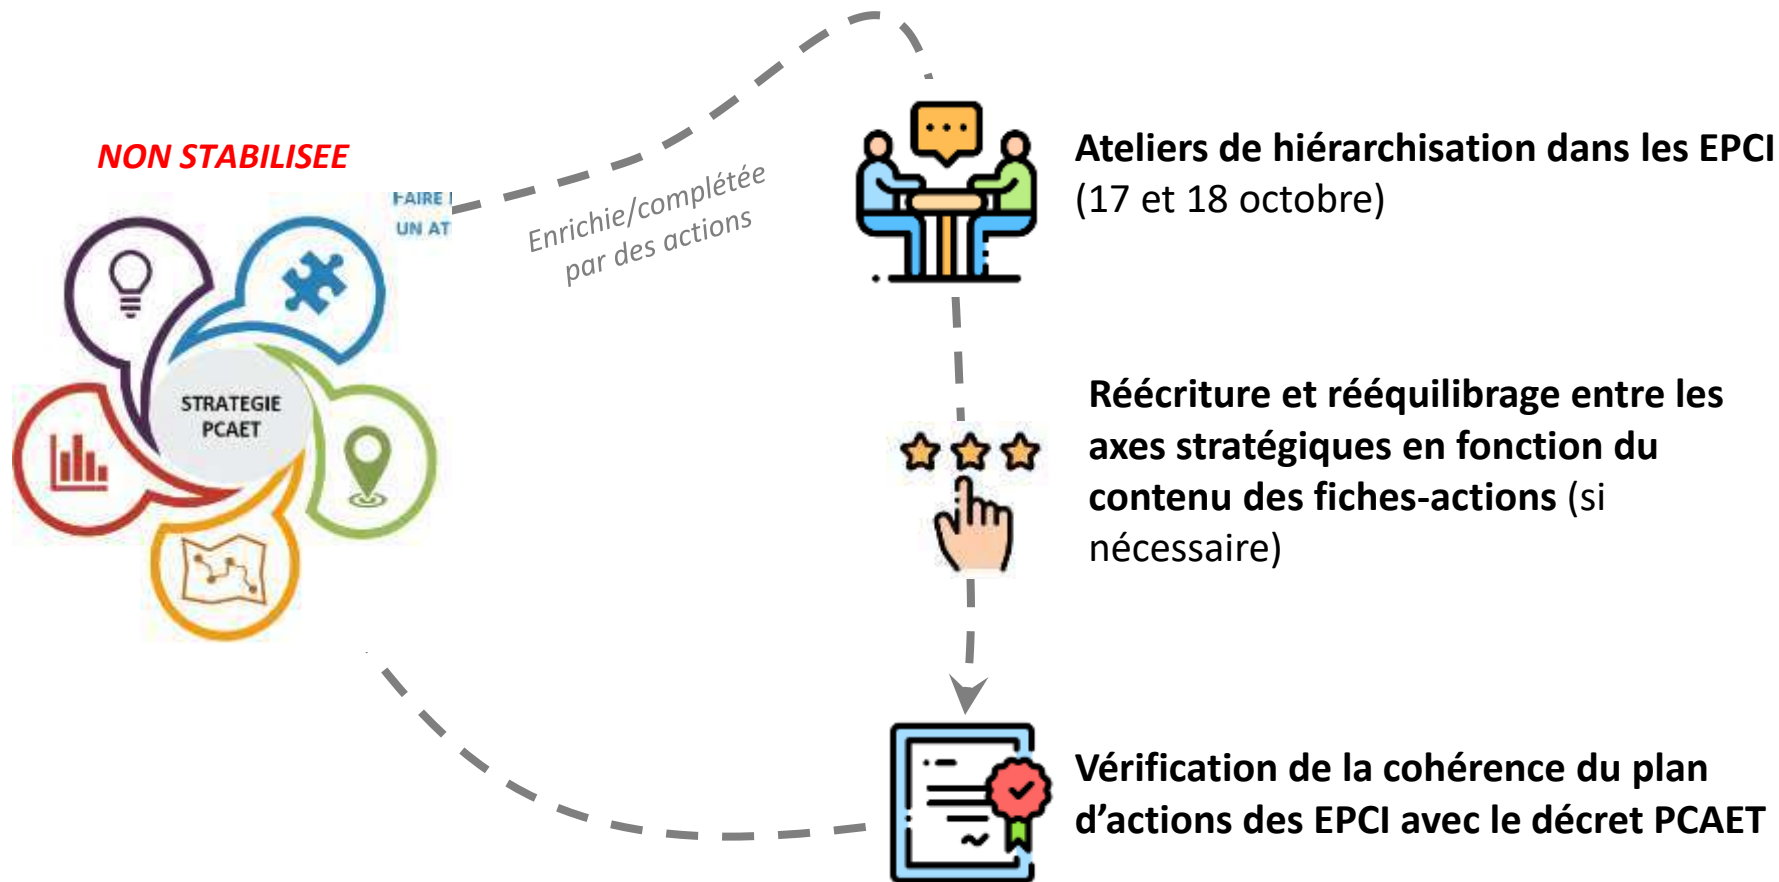 NON STABILISEE
FAIRE
UN AT
STRATEGIE
PCAET
Enrichie/complétée
par des actions
Ateliers de hiérarchisation dans les EPCI
(17 et 18 octobre)
Réécriture et rééquilibrage entre les
axes stratégiques en fonction du
contenu des fiches-actions (si
nécessaire)
Vérification de la cohérence du plan
d’actions des EPCI avec le décret PCAET